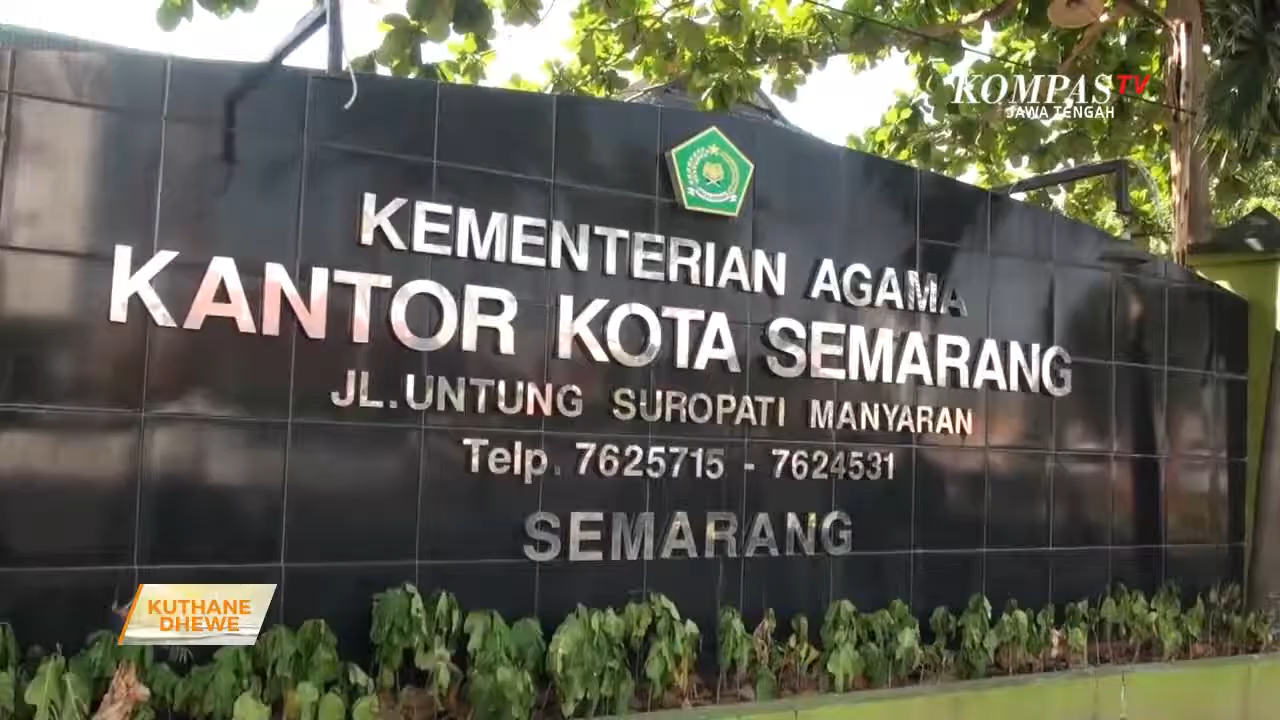 KOMPAS TV
JAWA TENGAH
KEMENTERIAN AGAMA
KANTOR KOTA SEMARANG
JL. UNTUNG SUROPATI MANYARAN
Telp. 7625715 - 7624531
SEMARANG
KUTHANE
DHEWE